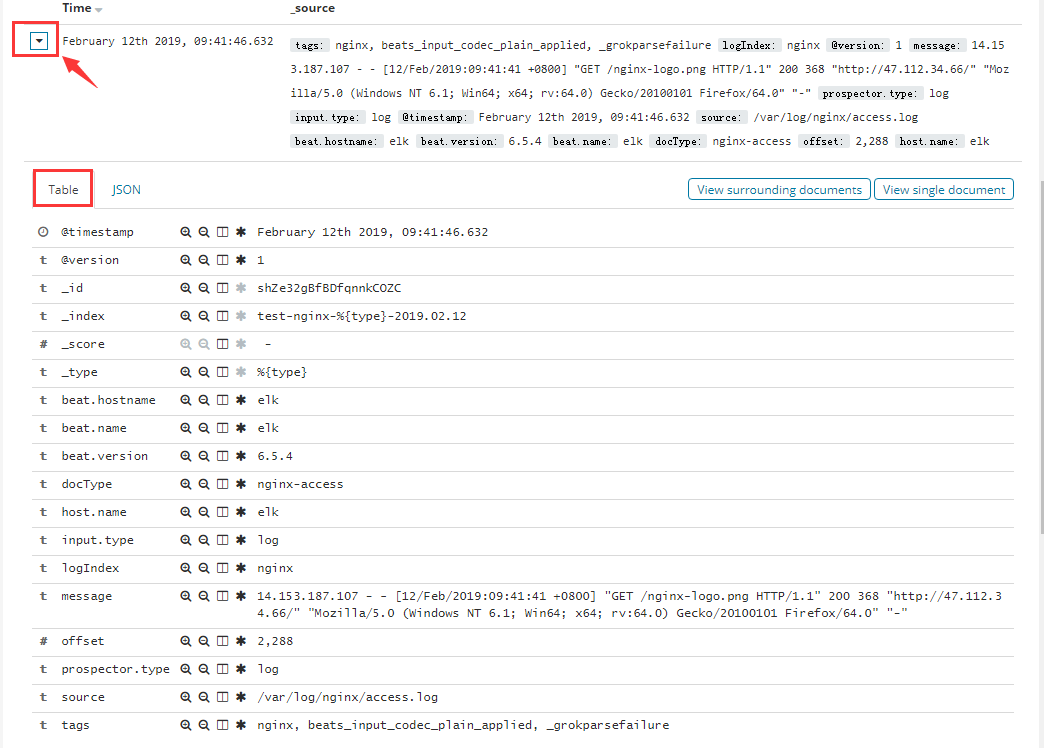 Time _source
February 12th 2019, 09:41:46.632 tags: nginx, beats_input_codec_plain_applied, _grokparsefailure logIndex: nginx @version: 1 message: 14.15
3.187.107 - - [12/Feb/2019:09:41:41 +0800] "GET /nginx-logo.png HTTP/1.1" 200 368 "http://47.112.34.66/" "Moz
illa/5.0 (Windows NT 6.1; Win64; x64; rv:64.0) Gecko/20100101 Firefox/64.0" "-" prospector.type: log
input.type: log @timestamp: February 12th 2019, 09:41:46.632 source: /var/log/nginx/access.log
beat.hostname: elk beat.version: 6.5.4 beat.name: elk docType: nginx-access offset: 2,288 host.name: elk
Table JSON View surrounding documents View single document
@timestamp February 12th 2019, 09:41:46.632
t @version 1
t _id shZe32gBfBDfqnnkCOZC
t _index test-nginx-%{type}-2019.02.12
# _score -
t _type %{type}
t beat.hostname elk
t beat.name elk
t beat.version 6.5.4
t docType nginx-access
t host.name elk
t input.type log
t logIndex nginx
t message 14.153.187.107 - - [12/Feb/2019:09:41:41 +0800] "GET /nginx-logo.png HTTP/1.1" 200 368 "http://47.112.3
4.66/" "Mozilla/5.0 (Windows NT 6.1; Win64; x64; rv:64.0) Gecko/20100101 Firefox/64.0" "-"
# offset 2,288
t prospector.type log
t source /var/log/nginx/access.log
t tags nginx, beats_input_codec_plain_applied, _grokparsefailure